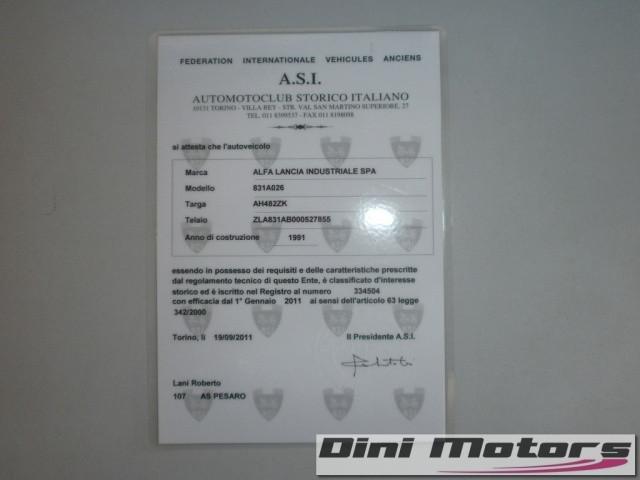 FEDERATION INTERNATIONALE VEHICULES ANCIENS
A.S.I.
AUTOMOTOCLUB STORICO ITALIANO
10131 TORINO - VILLA REY - STR. VAL SAN MARTINO SUPERIORE, 27
TEL. 011 8399537 - FAX 011 8198098
si attesta che l'autoveicolo
Marca ALFA LANCIA INDUSTRIALE SPA
Modello 831A026
Targa AH482ZK
Telaio ZLA831AB000527855
Anno di costruzione 1991
essendo in possesso dei requisiti e delle caratteristiche prescritte
dal regolamento tecnico di questo Ente, è classificato d'interesse
storico ed è iscritto nel Registro al numero 334504
con efficacia dal 1° Gennaio 2011 ai sensi dell'articolo 63 legge
342/2000
Torino, li 19/09/2011 Il Presidente A.S.I.
Lani Roberto
107 AS PESARO
Dini Motors